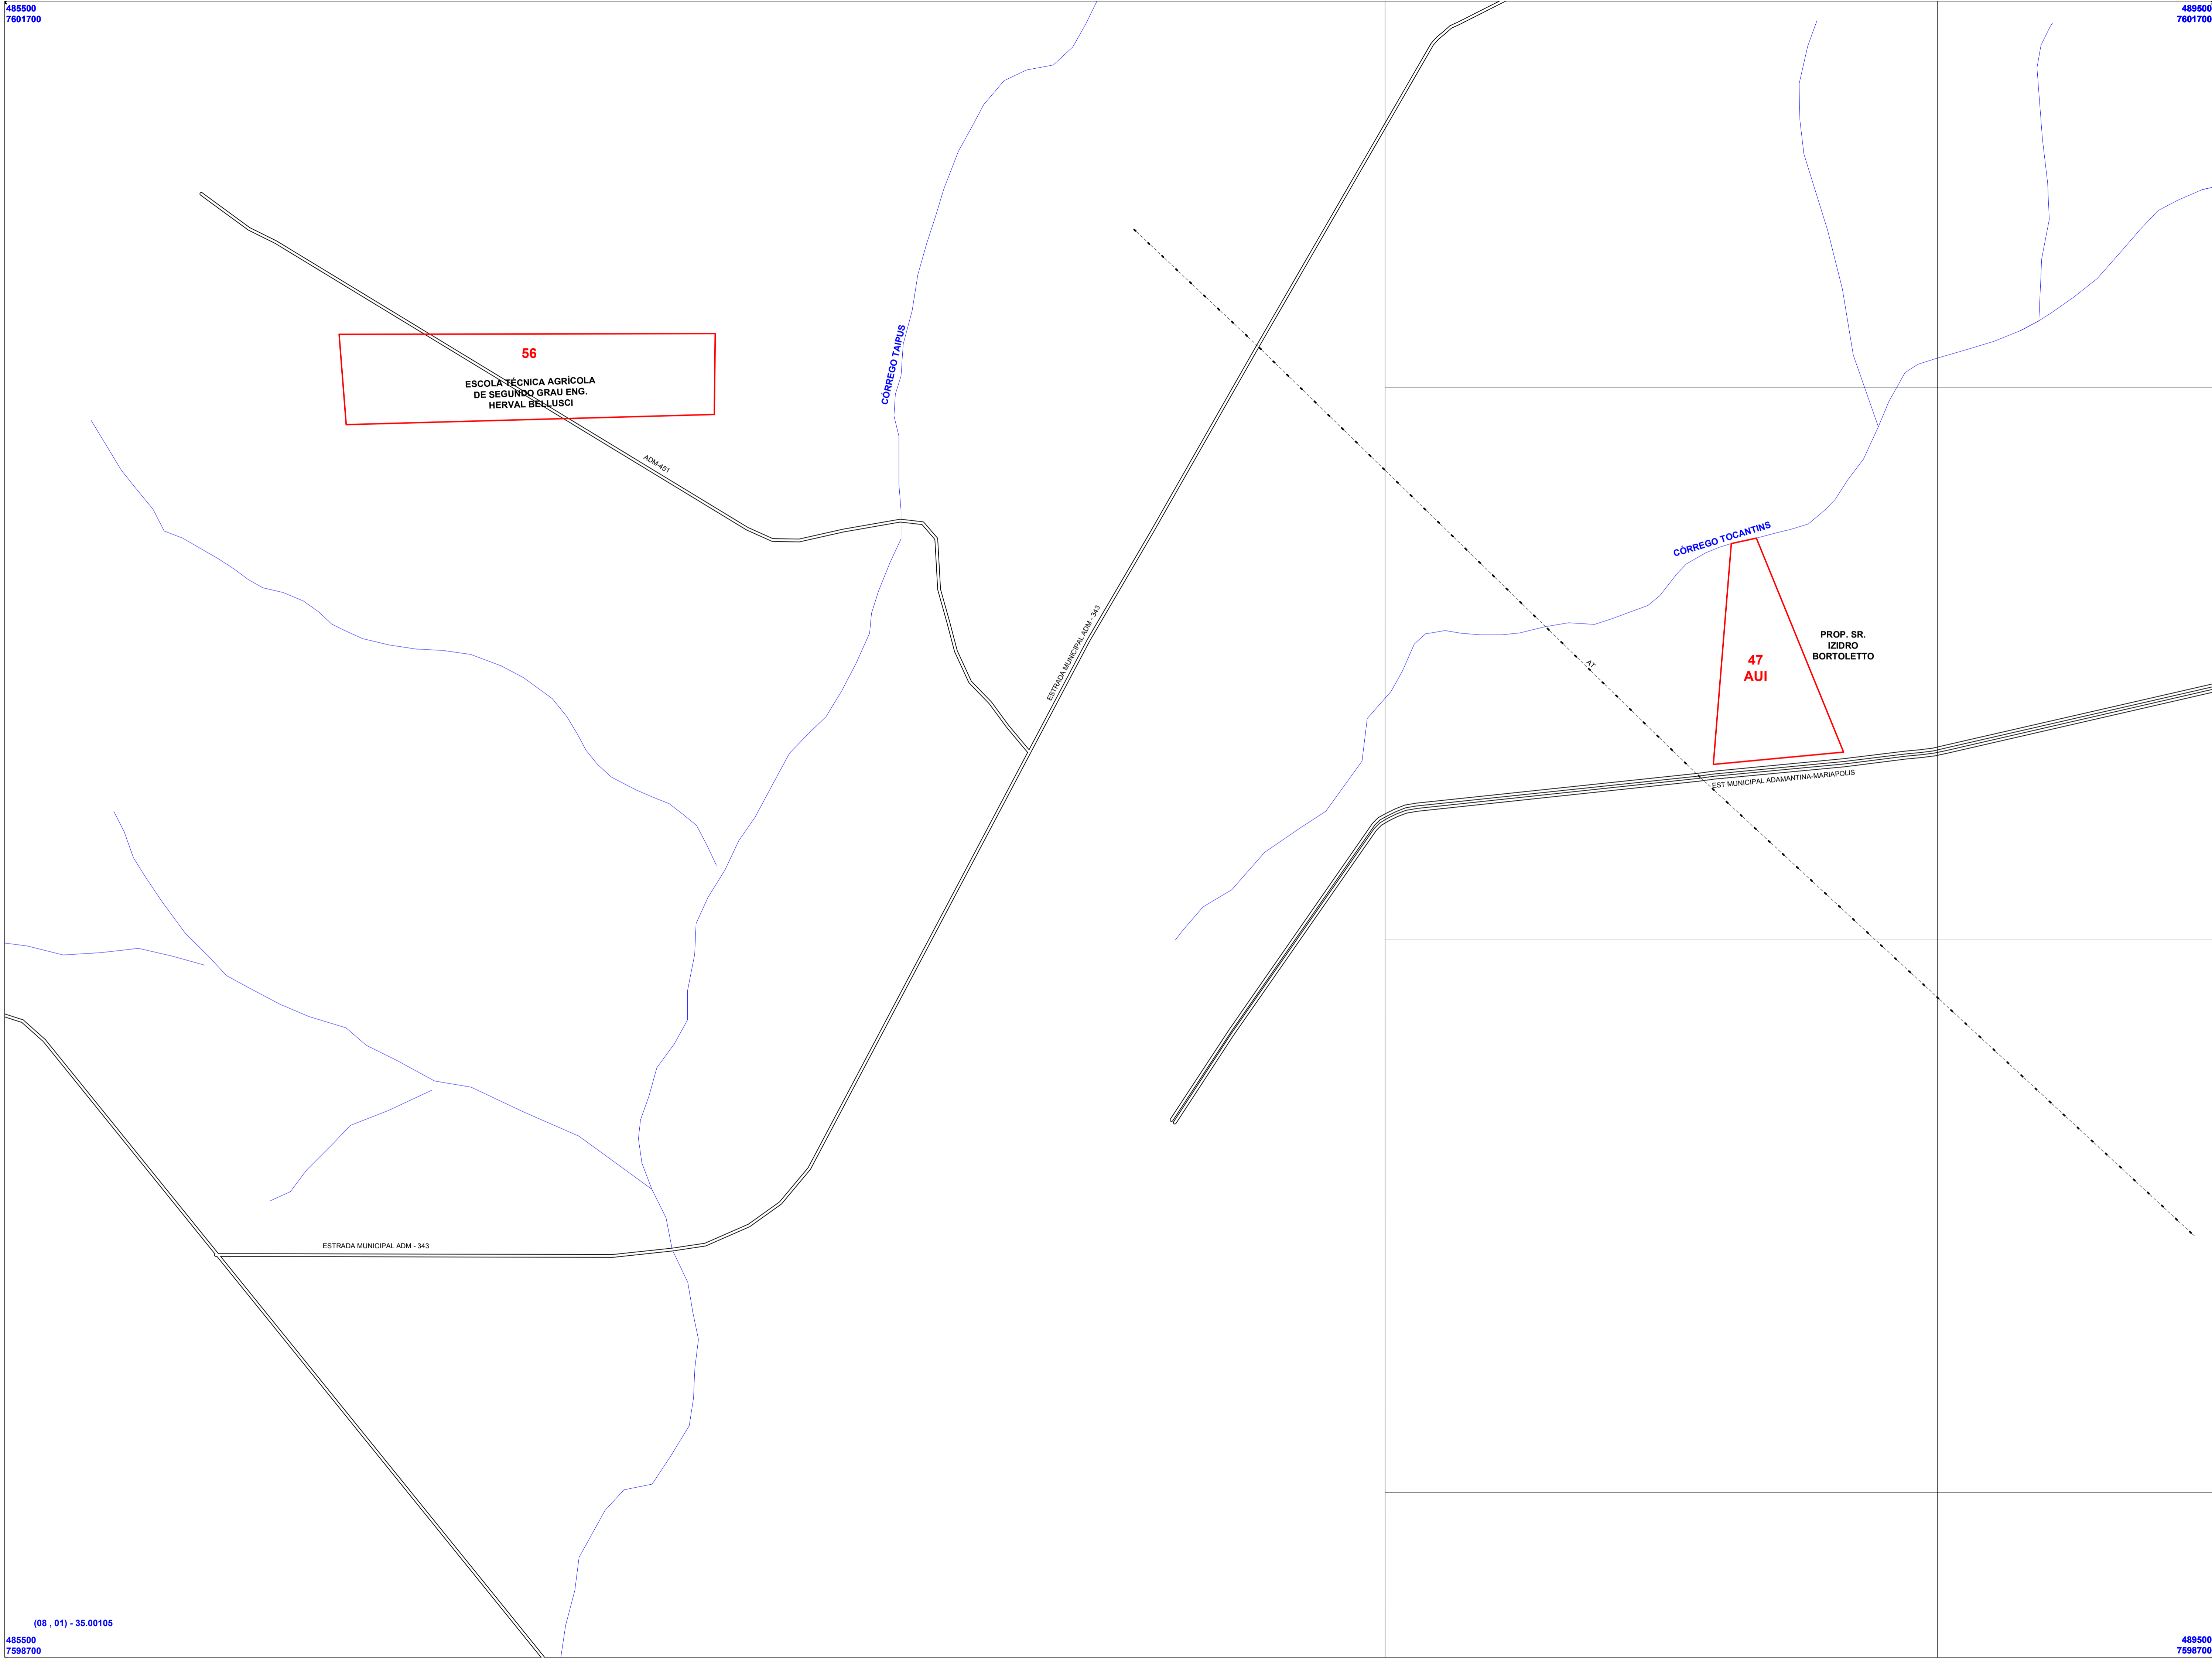 485500
7601700
489500
7601700
56
ESCOLA TÉCNICA AGRÍCOLA
DE SEGUNDO GRAU ENG.
HERVAL BELLUSCI
CÓRREGO TAIPUS
ADM-451
CÓRREGO TOCANTINS
ESTRADA MUNICIPAL ADM - 343
AT
47
AUI
PROP. SR.
IZIDRO
BORTOLETTO
EST MUNICIPAL ADAMANTINA-MARIAPOLIS
ESTRADA MUNICIPAL ADM - 343
(08 , 01) - 35.00105
485500
7598700
489500
7598700